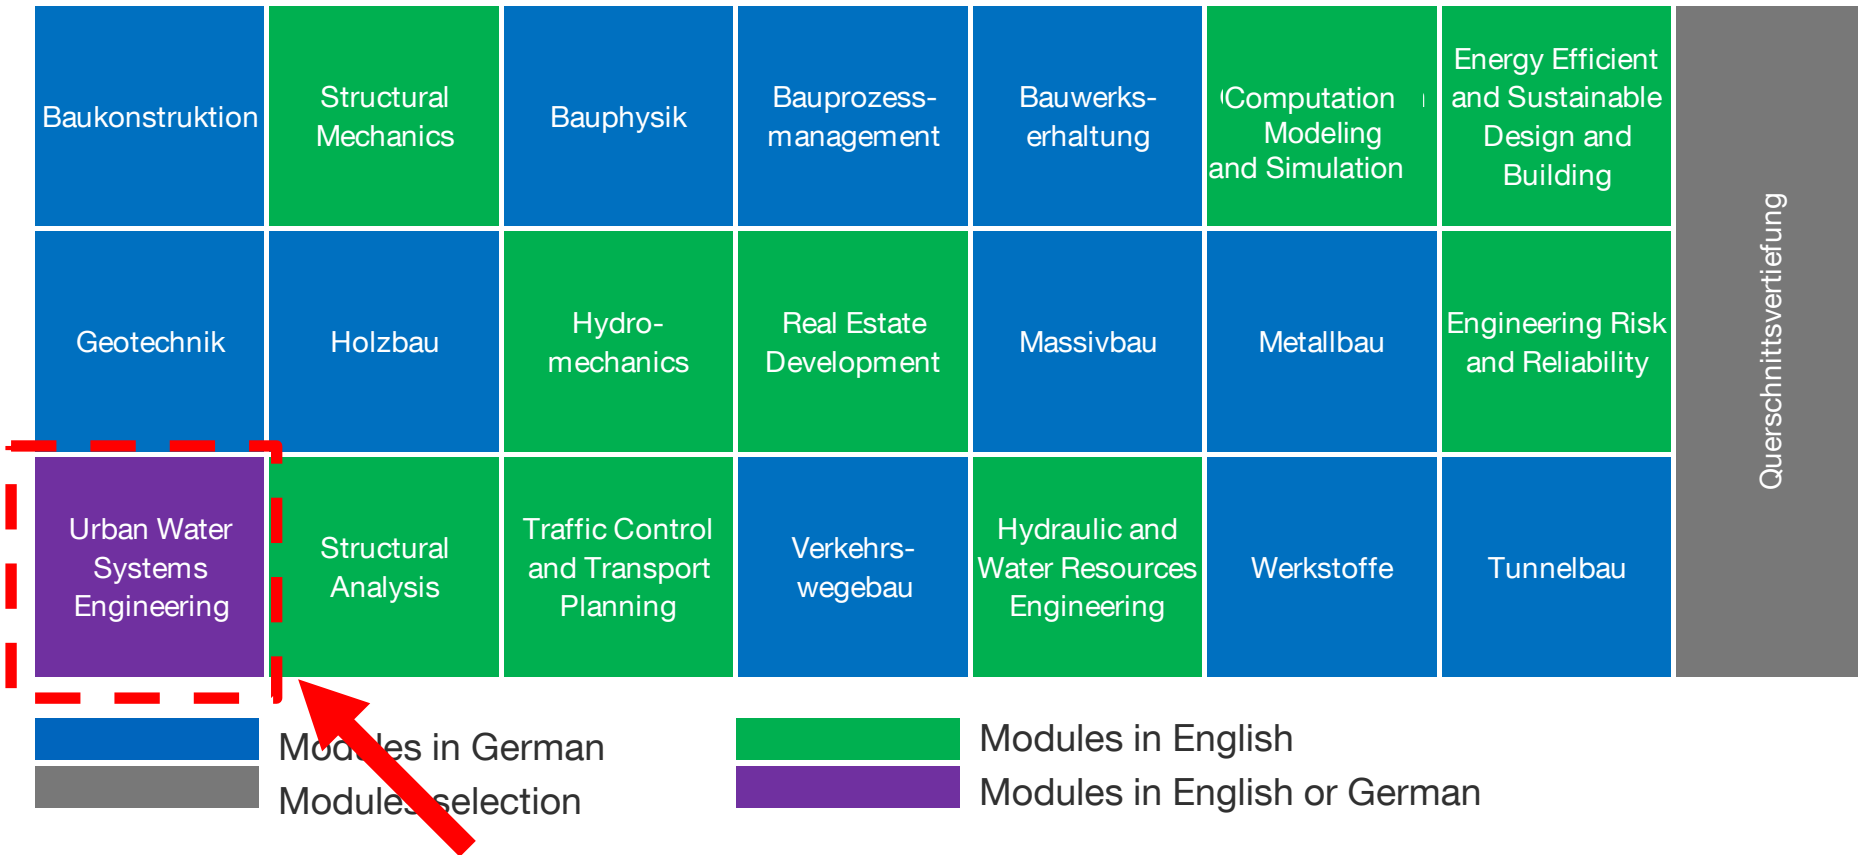 Baukonstruktion
Structural
Mechanics
Bauphysik
Bauprozess-
management
Bauwerks-
erhaltung
Computation
Modeling
and Simulation
Energy Efficient
and Sustainable
Design and
Building
Geotechnik
Holzbau
Hydro-
mechanics
Real Estate
Development
Massivbau
Metallbau
Engineering Risk
and Reliability
Urban Water
Systems
Engineering
Structural
Analysis
Traffic Control
and Transport
Planning
Verkehrs-
wegebau
Hydraulic and
Water Resources
Engineering
Werkstoffe
Tunnelbau
Querschnittsvertiefung
Modules in German
Modules selection
Modules in English
Modules in English or German